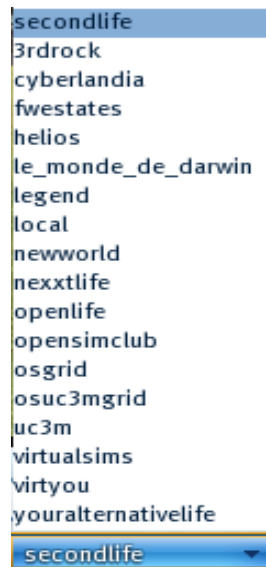 secondlife
3rdrock
cyberlandia
fwestates
helios
le_monde_de_darwin
legend
local
newworld
nexxtlife
openlife
opensimclub
osgrid
osuc3mgrid
uc3m
virtualsims
virtyou
youralternativelife
secondlife